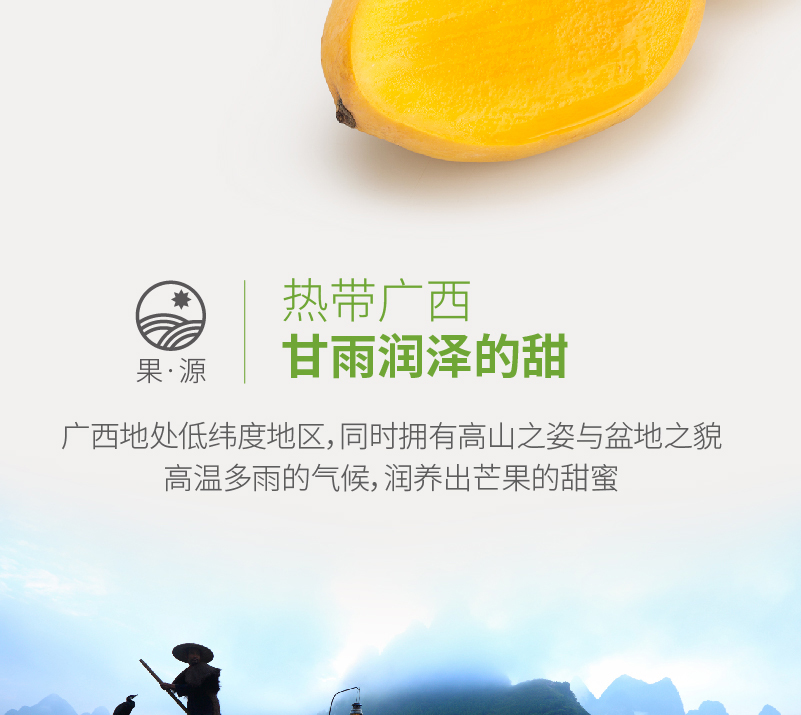 热带广西
甘雨润泽的甜
果·源
广西地处低纬度地区，同时拥有高山之姿与盆地之貌
高温多雨的气候，润养出芒果的甜蜜